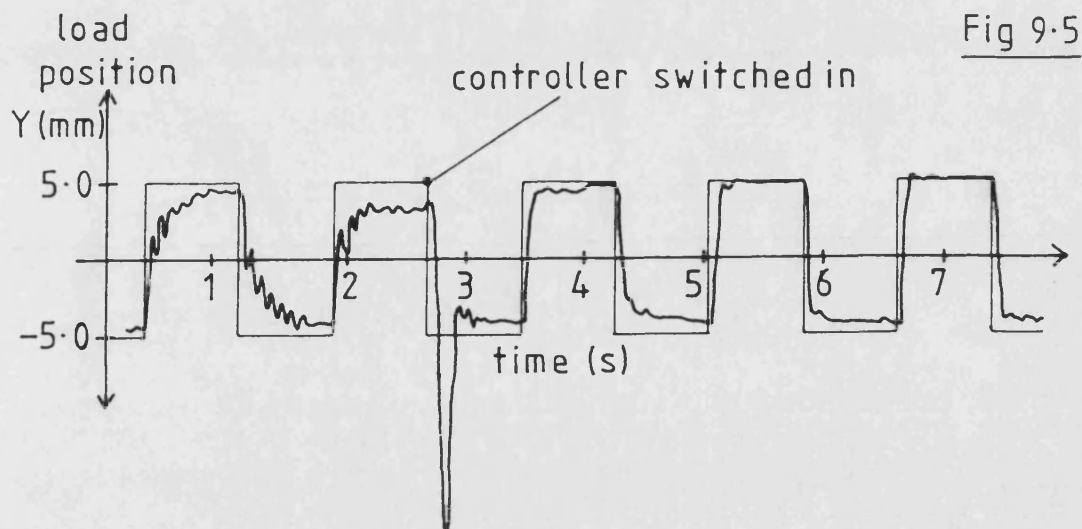 Fig 9·5
load
position
controller switched in
Y (mm)
5·0
1 2 3 4 5 6 7
-5·0
time (s)